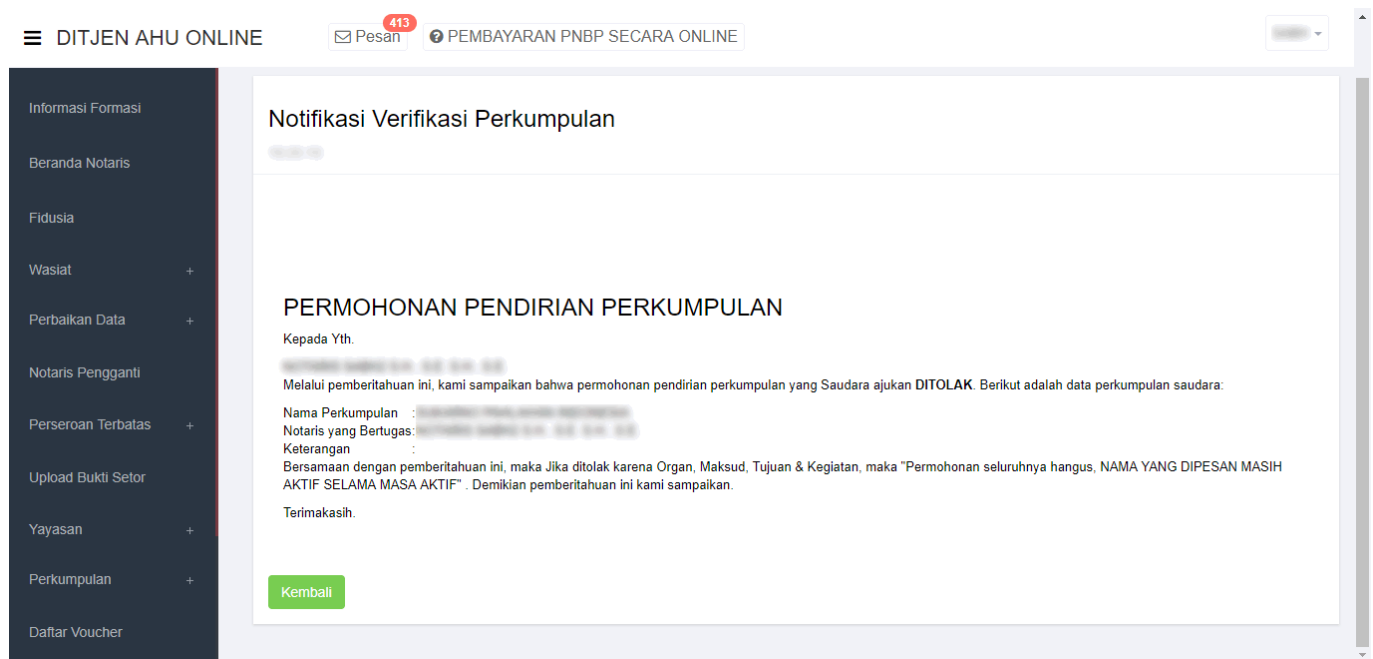 DITJEN AHU ONLINE
Pesan
413
PEMBAYARAN PNBP SECARA ONLINE
Informasi Formasi
Beranda Notaris
Fidusia
Wasiat +
Perbaikan Data +
Notaris Pengganti
Perseroan Terbatas +
Upload Bukti Setor
Yayasan +
Perkumpulan +
Daftar Voucher
Notifikasi Verifikasi Perkumpulan
PERMOHONAN PENDIRIAN PERKUMPULAN
Kepada Yth.
Melalui pemberitahuan ini, kami sampaikan bahwa permohonan pendirian perkumpulan yang Saudara ajukan DITOLAK. Berikut adalah data perkumpulan saudara:
Nama Perkumpulan :
Notaris yang Bertugas:
Keterangan :
Bersamaan dengan pemberitahuan ini, maka Jika ditolak karena Organ, Maksud, Tujuan & Kegiatan, maka "Permohonan seluruhnya hangus, NAMA YANG DIPESAN MASIH
AKTIF SELAMA MASA AKTIF" . Demikian pemberitahuan ini kami sampaikan.
Terimakasih.
Kembali